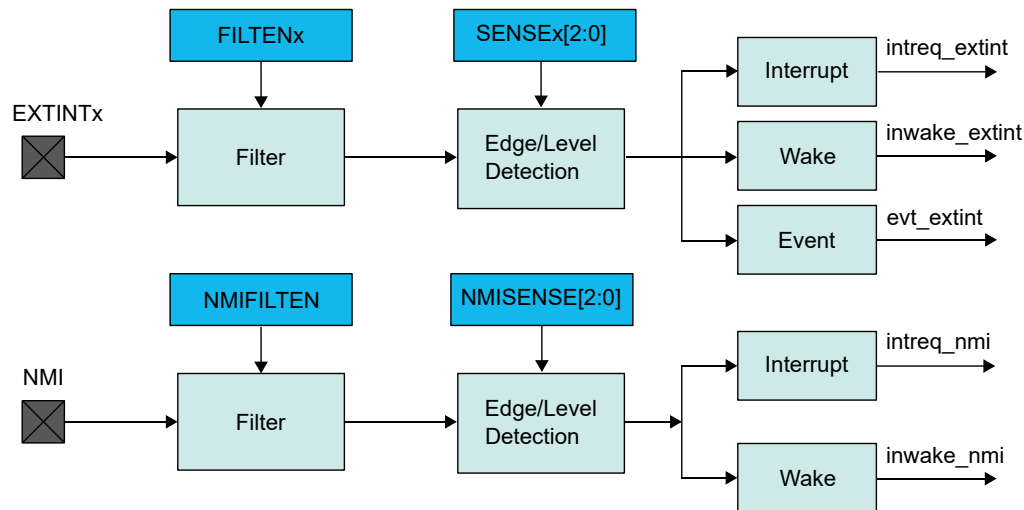 FILTENx
SENSEx[2:0]
intreq_extint
Interrupt
EXTINTx
Filter
Edge/Level
Detection
inwake_extint
Wake
evt_extint
Event
NMIFILTEN
NMISENSE[2:0]
intreq_nmi
Interrupt
NMI
Filter
Edge/Level
Detection
inwake_nmi
Wake